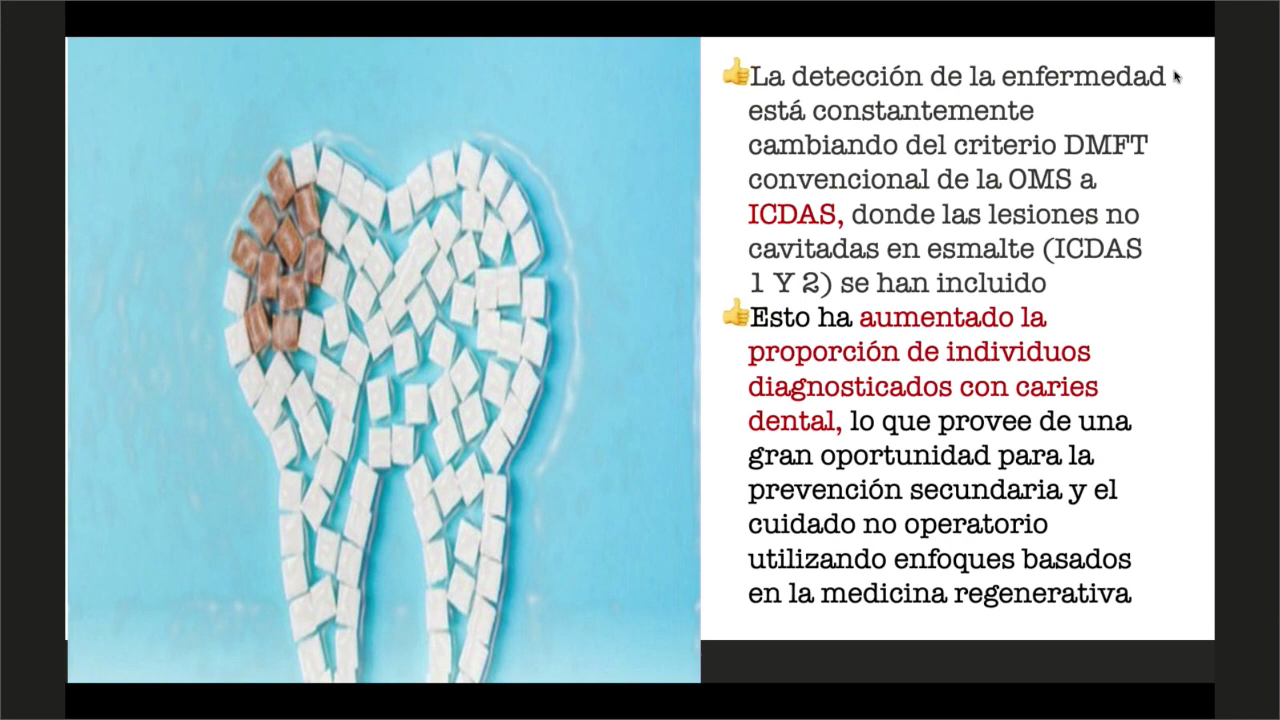 👍La detección de la enfermedad
está constantemente
cambiando del criterio DMFT
convencional de la OMS a
ICDAS, donde las lesiones no
cavitadas en esmalte (ICDAS
1 Y 2) se han incluido
👍Esto ha aumentado la
proporción de individuos
diagnosticados con caries
dental, lo que provee de una
gran oportunidad para la
prevención secundaria y el
cuidado no operatorio
utilizando enfoques basados
en la medicina regenerativa